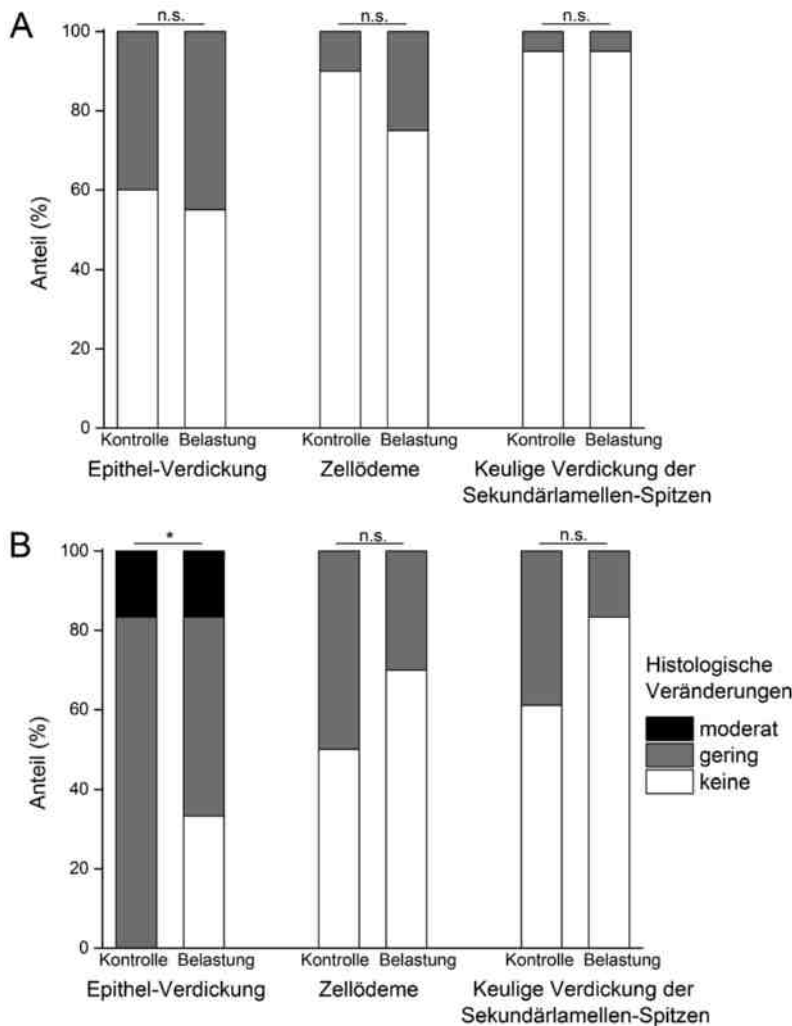 A
n.s.
n.s.
n.s.
100
80
60
40
20
0
Anteil (%)
Kontrolle Belastung
Kontrolle Belastung
Kontrolle Belastung
Epithel-Verdickung
Zellödeme
Keulige Verdickung der
Sekundärlamellen-Spitzen
B
*
n.s.
n.s.
100
80
60
40
20
0
Anteil (%)
Kontrolle Belastung
Kontrolle Belastung
Kontrolle Belastung
Epithel-Verdickung
Zellödeme
Keulige Verdickung der
Sekundärlamellen-Spitzen
Histologische
Veränderungen
moderat
gering
keine